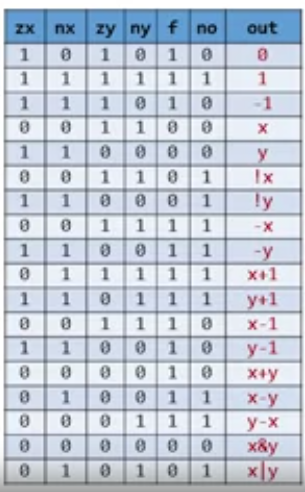 zx nx zy ny f no out
1 0 1 0 1 0 0
1 1 1 1 1 1 1
1 1 1 0 1 0 -1
0 0 1 1 0 0 x
1 1 0 0 0 0 y
0 0 1 1 0 1 !x
1 1 0 0 0 1 !y
0 0 1 1 1 1 -x
1 1 0 0 1 1 -y
0 1 1 1 1 1 x+1
1 1 0 1 1 1 y+1
0 0 1 1 1 0 x-1
1 1 0 0 1 0 y-1
0 0 0 0 1 0 x+y
0 1 0 0 1 1 x-y
0 0 0 1 1 1 y-x
0 0 0 0 0 0 x&y
0 1 0 1 0 1 x|y